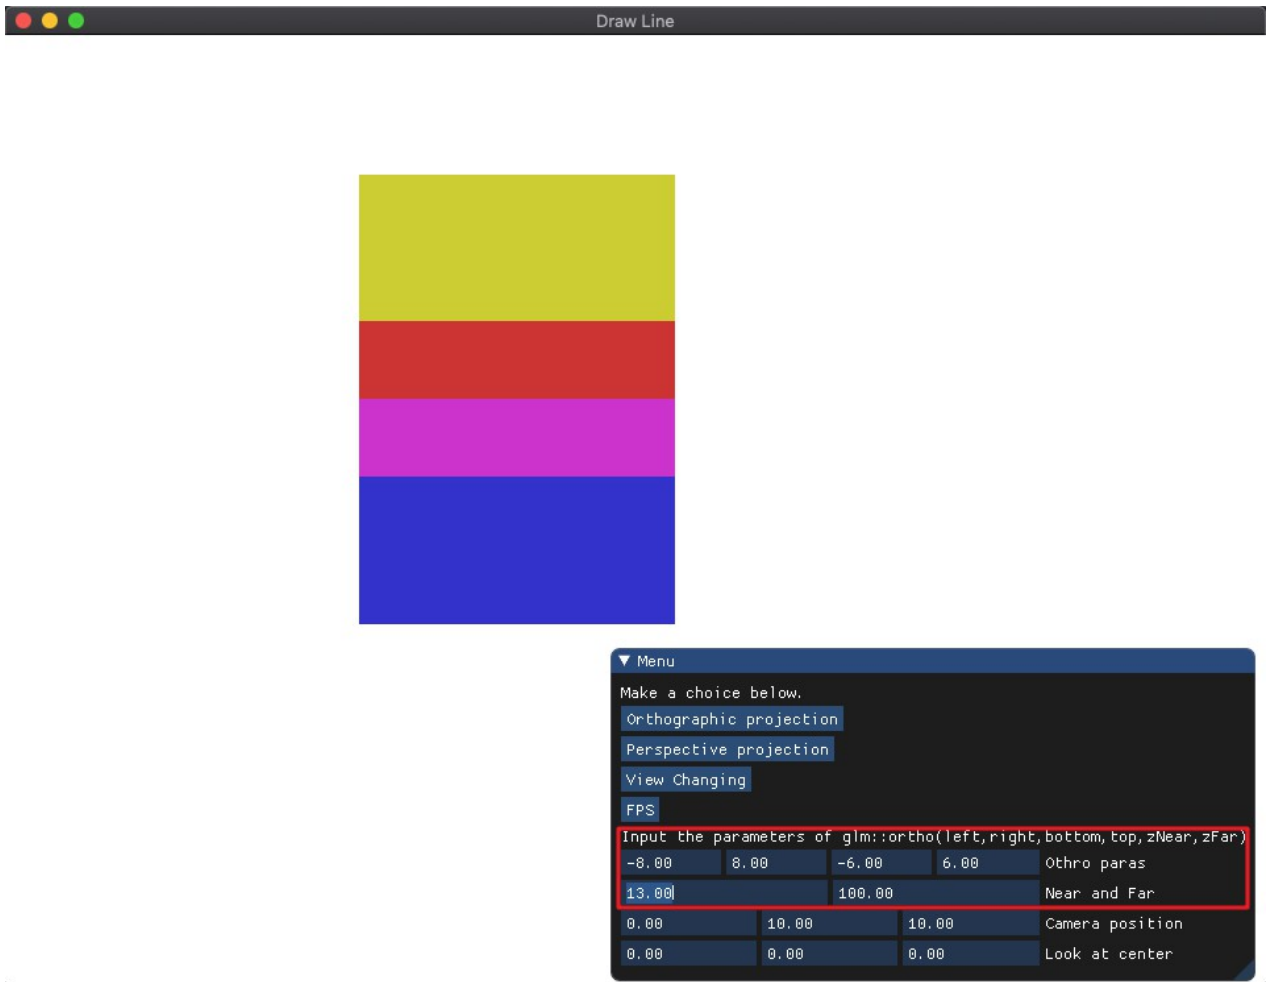 Draw Line
Menu
Make a choice below.
Orthographic projection
Perspective projection
View Changing
FPS
Input the parameters of glm::ortho(left,right,bottom,top,zNear,zFar)
-8.00 8.00 -6.00 6.00 Othro paras
13.00 100.00 Near and Far
0.00 10.00 10.00 Camera position
0.00 0.00 0.00 Look at center